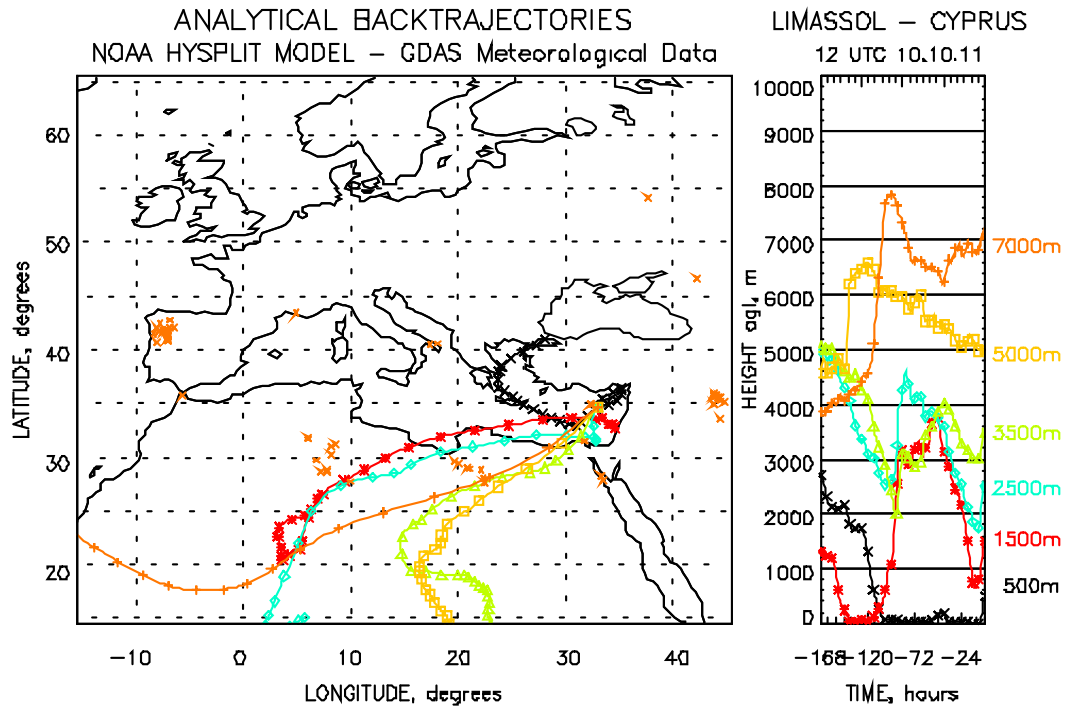 ANALYTICAL BACKTRAJECTORIES
NOAA HYSPLIT MODEL – GDAS Meteorological Data
LIMASSOL – CYPRUS
12 UTC 10.10.11
60
50
40
30
20
LATITUDE, degrees
-10 0 10 20 30 40
LONGITUDE, degrees
10000
9000
8000
7000
6000
5000
4000
3000
2000
1000
0
HEIGHT agl, m
7000m
5000m
3500m
2500m
1500m
500m
-168 -120 -72 -24
TIME, hours